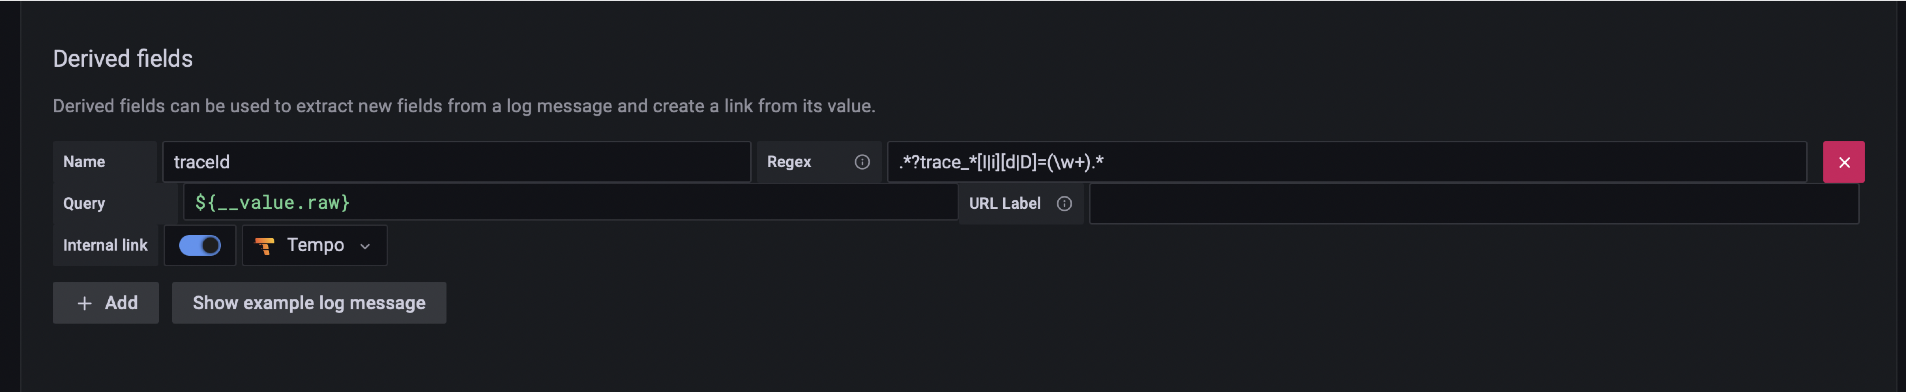 Derived fields
Derived fields can be used to extract new fields from a log message and create a link from its value.
Name traceId Regex .*?trace_*[I|i][d|D]=(\w+).*
Query ${__value.raw} URL Label
Internal link Tempo
+ Add Show example log message